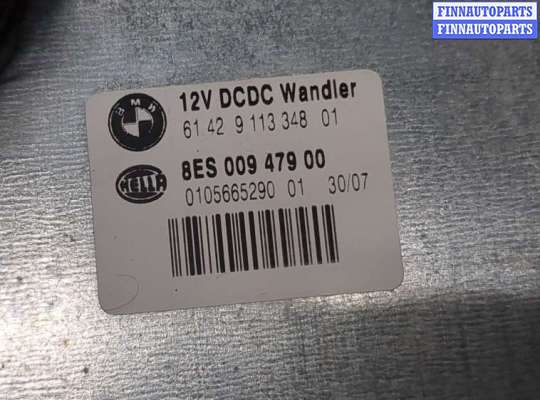 FINNAUTOPARTS
FINNAUTOPARTS
BMW
12V DCDC Wandler
61 42 9 113 348 01
HELLA
8ES 009 479 00
0105665290 01 30/07